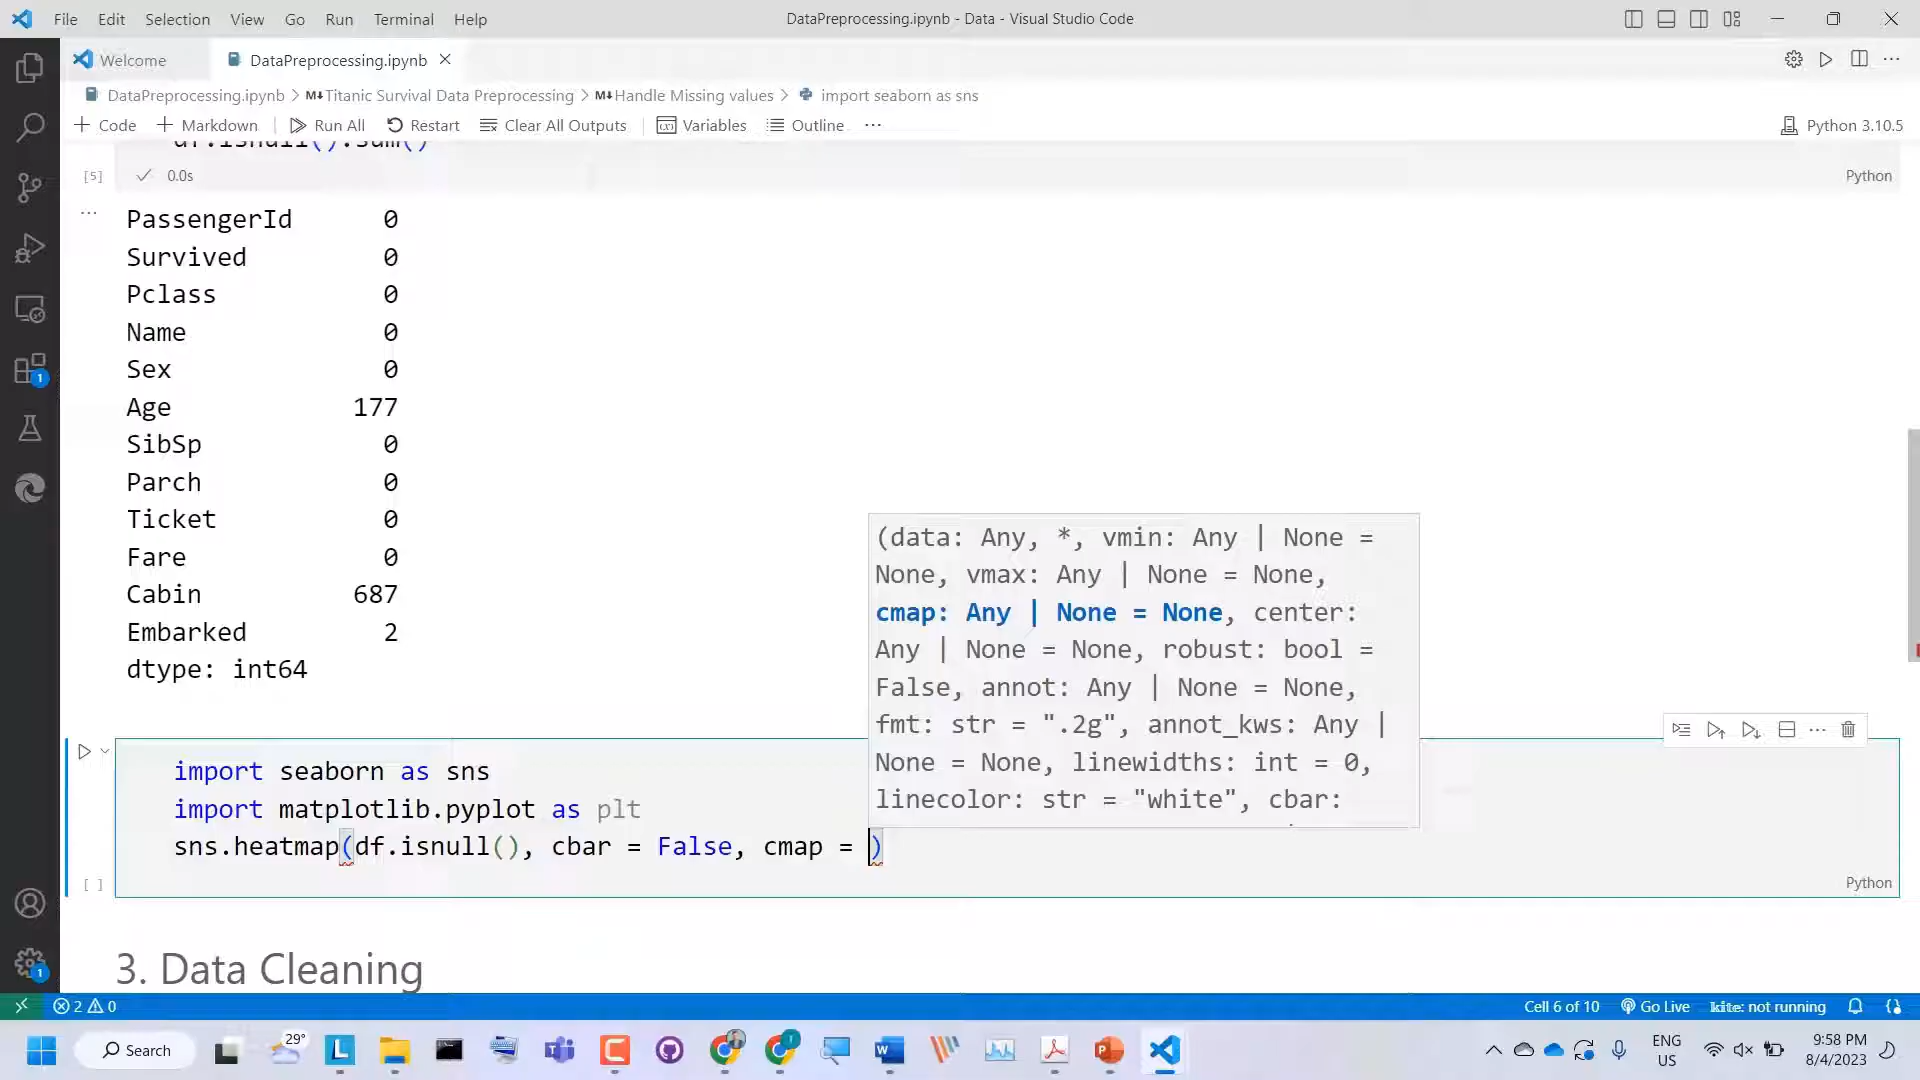 File Edit Selection View Go Run Terminal Help
DataPreprocessing.ipynb - Data - Visual Studio Code
Welcome
DataPreprocessing.ipynb
DataPreprocessing.ipynb > M↓Titanic Survival Data Preprocessing > M↓Handle Missing values > import seaborn as sns
+ Code + Markdown Run All Restart Clear All Outputs Variables Outline ...
Python 3.10.5
df.isnull().sum()
[5] 0.0s
Python
PassengerId 0
Survived 0
Pclass 0
Name 0
Sex 0
Age 177
SibSp 0
Parch 0
Ticket 0
Fare 0
Cabin 687
Embarked 2
dtype: int64
(data: Any, *, vmin: Any | None =
None, vmax: Any | None = None,
cmap: Any | None = None, center:
Any | None = None, robust: bool =
False, annot: Any | None = None,
fmt: str = ".2g", annot_kws: Any |
None = None, linewidths: int = 0,
linecolor: str = "white", cbar:
import seaborn as sns
import matplotlib.pyplot as plt
sns.heatmap(df.isnull(), cbar = False, cmap = )
[ ]
Python
3. Data Cleaning
2 0
Cell 6 of 10
Go Live
kite: not running
Search
29°
ENG
US
9:58 PM
8/4/2023